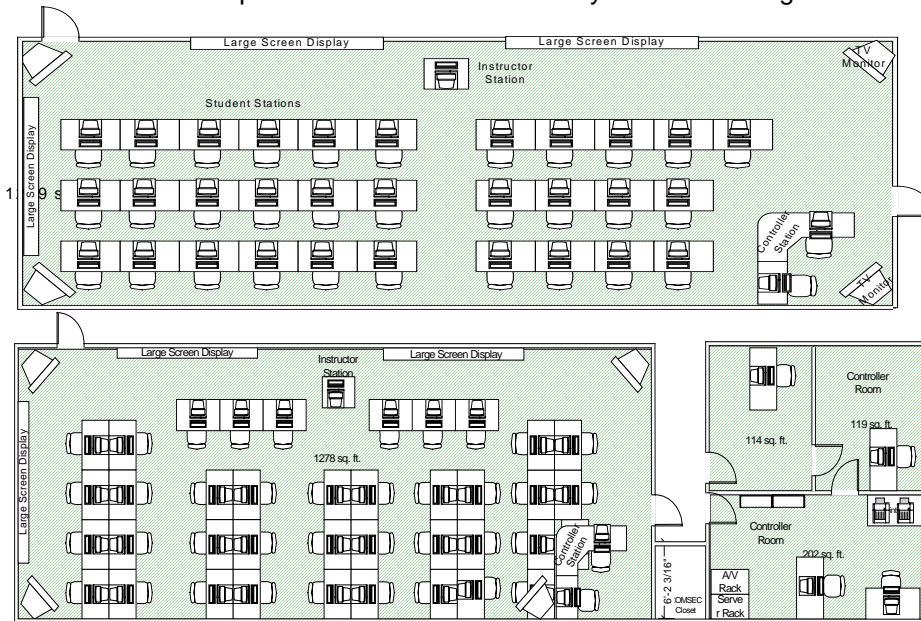 Large Screen Display
Large Screen Display
TV
Monitor
Instructor
Station
Student Stations
Large Screen Display
Controller
Station
TV
Monitor
Large Screen Display
Large Screen Display
Instructor
Station
Large Screen Display
1278 sq. ft.
Controller
Station
114 sq. ft.
Controller
Room
119 sq. ft.
Controller
Room
202 sq. ft.
A/V
Rack
Serve
r Rack
6'-2 3/16"
COMSEC
Closet